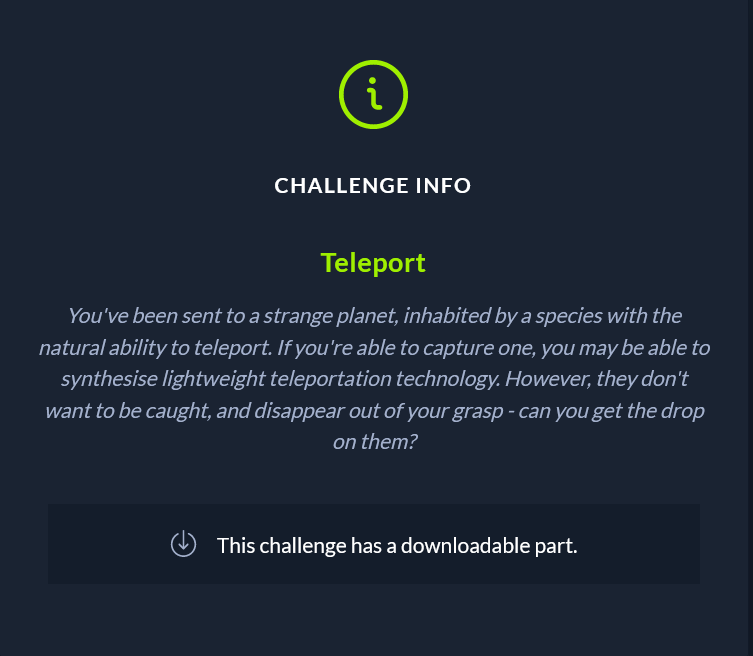 CHALLENGE INFO
Teleport
You've been sent to a strange planet, inhabited by a species with the
natural ability to teleport. If you're able to capture one, you may be able to
synthesise lightweight teleportation technology. However, they don't
want to be caught, and disappear out of your grasp - can you get the drop
on them?
This challenge has a downloadable part.